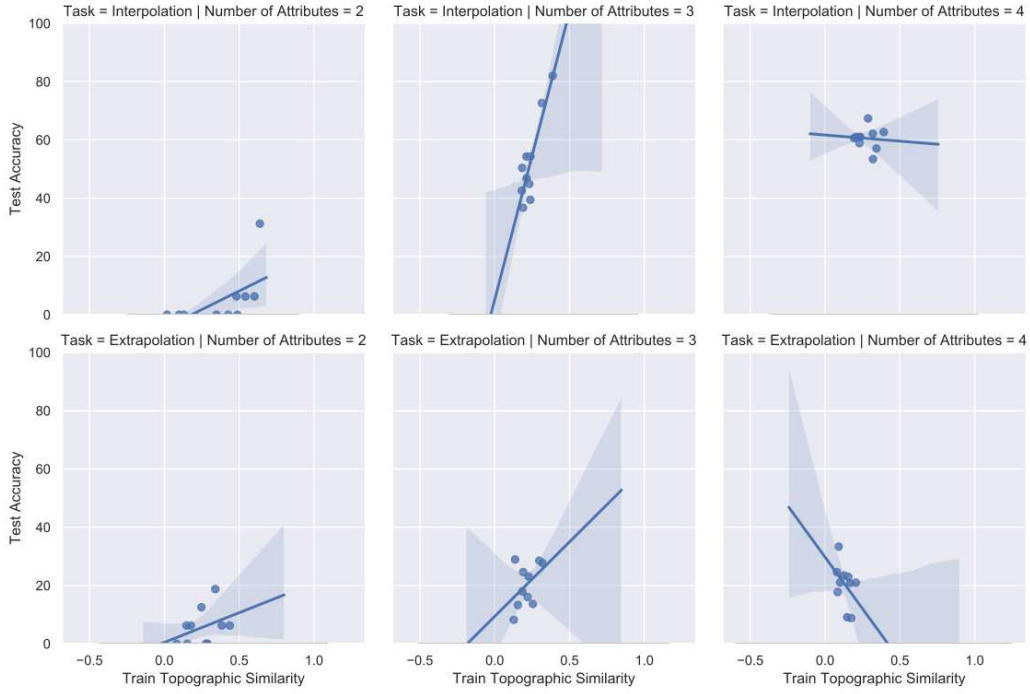 Task = Interpolation | Number of Attributes = 2
Task = Interpolation | Number of Attributes = 3
Task = Interpolation | Number of Attributes = 4
100
80
60
40
20
0
Test Accuracy
Task = Extrapolation | Number of Attributes = 2
Task = Extrapolation | Number of Attributes = 3
Task = Extrapolation | Number of Attributes = 4
100
80
60
40
20
0
Test Accuracy
−0.5 0.0 0.5 1.0
−0.5 0.0 0.5 1.0
−0.5 0.0 0.5 1.0
Train Topographic Similarity
Train Topographic Similarity
Train Topographic Similarity